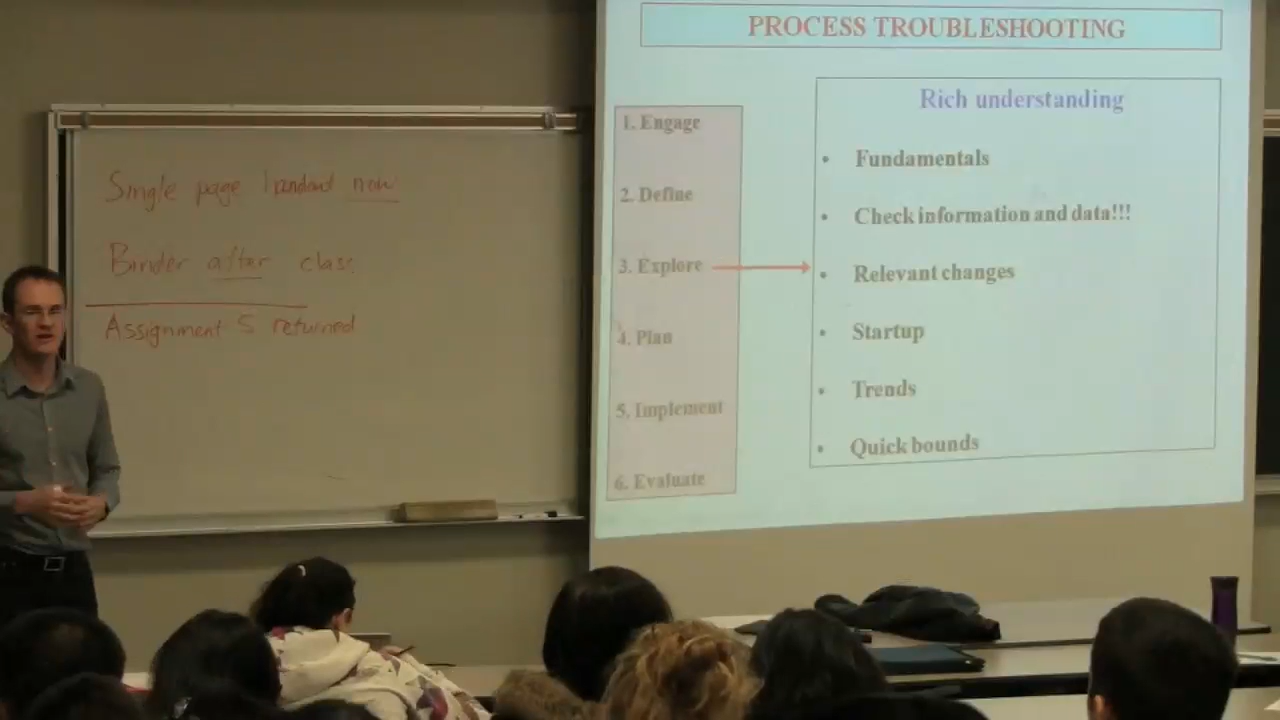 Single page handout now
Binder after class
Assignment 5 returned
PROCESS TROUBLESHOOTING
1. Engage
2. Define
3. Explore
4. Plan
5. Implement
6. Evaluate
Rich understanding
• Fundamentals
• Check information and data!!!
• Relevant changes
• Startup
• Trends
• Quick bounds